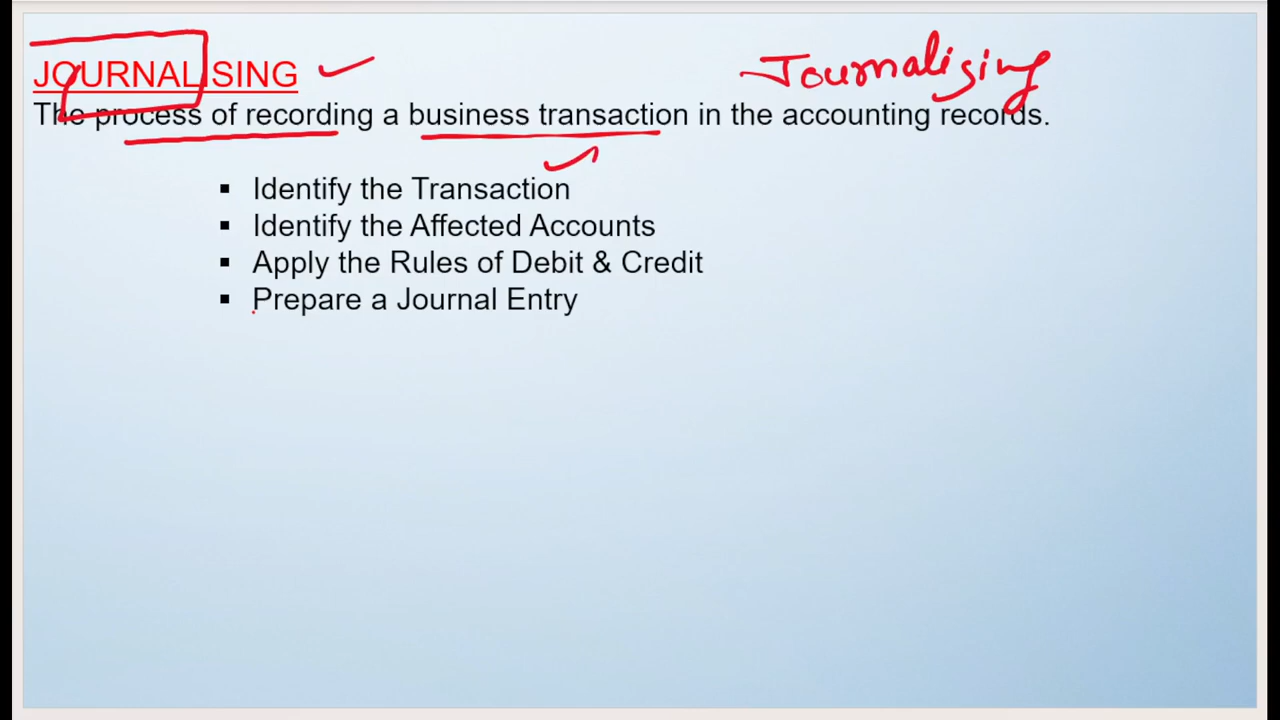 JOURNALISING
Journalising
The process of recording a business transaction in the accounting records.
▪ Identify the Transaction
▪ Identify the Affected Accounts
▪ Apply the Rules of Debit & Credit
▪ Prepare a Journal Entry